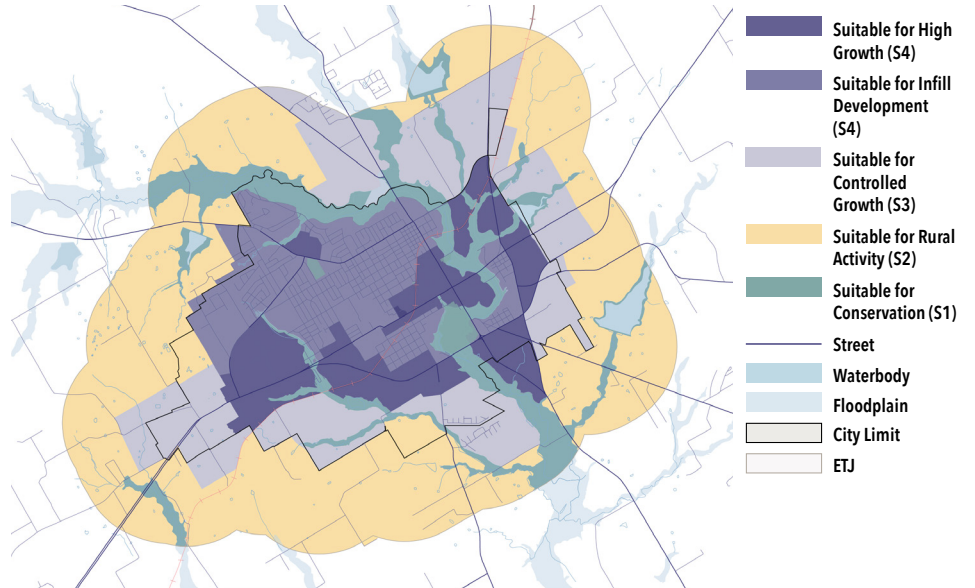 Suitable for High
Growth (S4)
Suitable for Infill
Development
(S4)
Suitable for
Controlled
Growth (S3)
Suitable for Rural
Activity (S2)
Suitable for
Conservation (S1)
Street
Waterbody
Floodplain
City Limit
ETJ